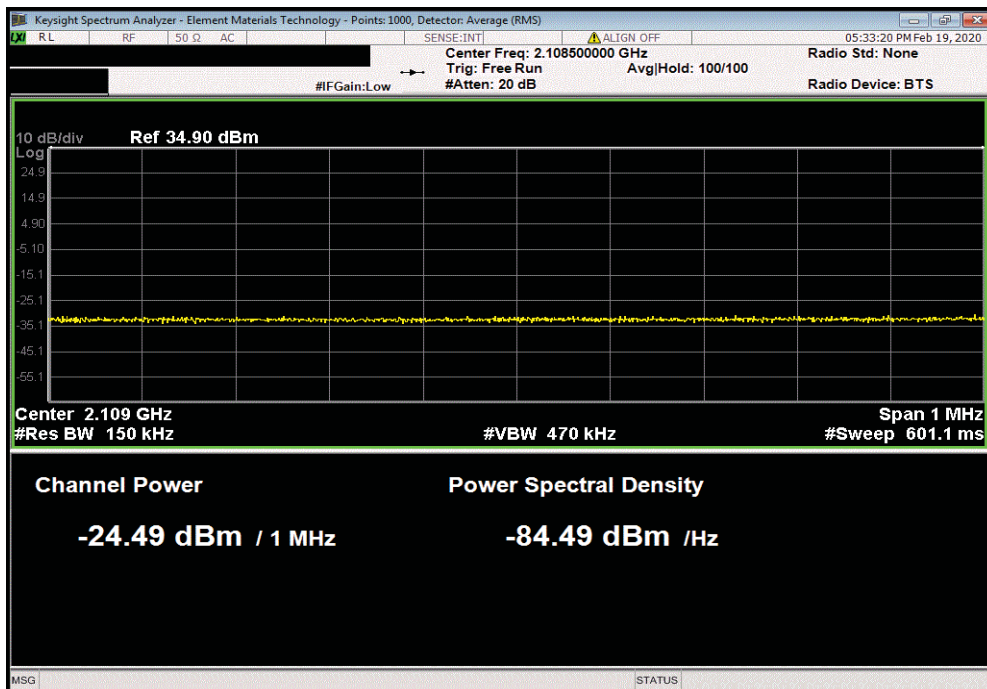 Keysight Spectrum Analyzer - Element Materials Technology - Points: 1000, Detector: Average (RMS)
LXI RL RF 50 Ω AC SENSE:INT ALIGN OFF 05:33:20 PM Feb 19, 2020
Center Freq: 2.108500000 GHz Radio Std: None
Trig: Free Run Avg|Hold: 100/100
#IFGain:Low #Atten: 20 dB Radio Device: BTS
10 dB/div Ref 34.90 dBm
Log
24.9
14.9
4.90
-5.10
-15.1
-25.1
-35.1
-45.1
-55.1
Center 2.109 GHz Span 1 MHz
#Res BW 150 kHz #VBW 470 kHz #Sweep 601.1 ms
Channel Power Power Spectral Density
-24.49 dBm / 1 MHz -84.49 dBm /Hz
MSG STATUS